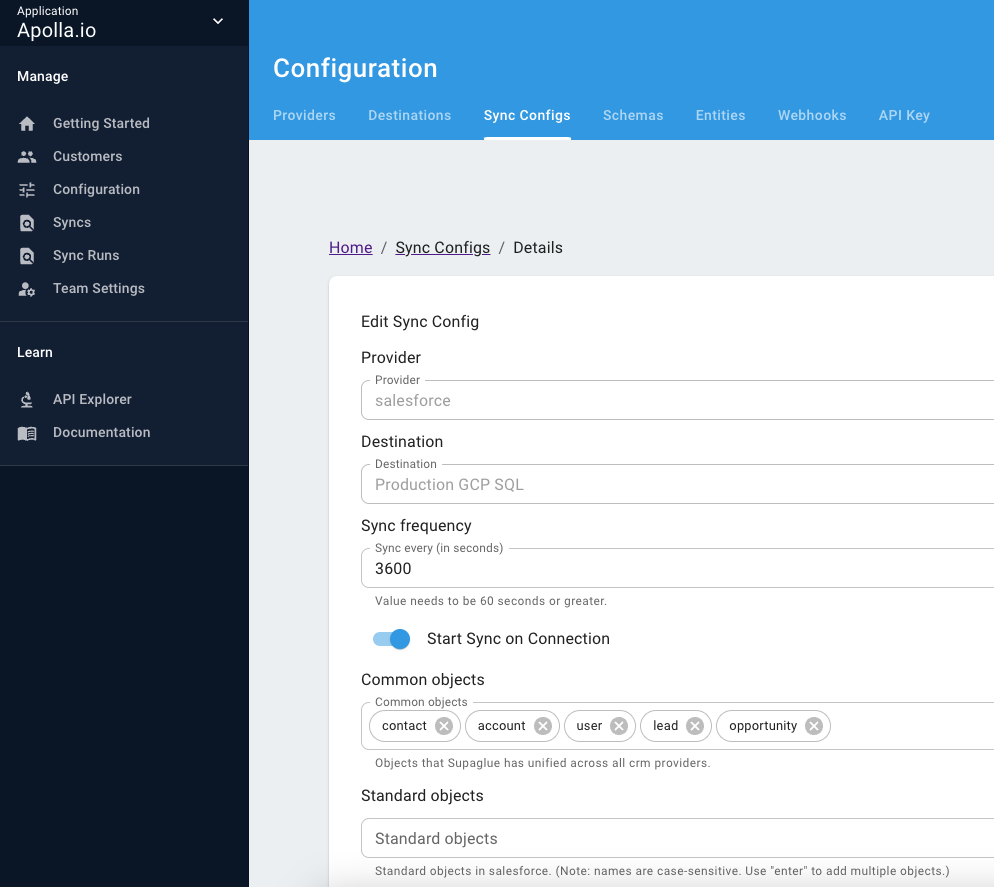 Application
Apolla.io
Manage
Getting Started
Customers
Configuration
Syncs
Sync Runs
Team Settings
Learn
API Explorer
Documentation
Configuration
Providers Destinations Sync Configs Schemas Entities Webhooks API Key
Home / Sync Configs / Details
Edit Sync Config
Provider
Provider
salesforce
Destination
Destination
Production GCP SQL
Sync frequency
Sync every (in seconds)
3600
Value needs to be 60 seconds or greater.
Start Sync on Connection
Common objects
Common objects
contact account user lead opportunity
Objects that Supaglue has unified across all crm providers.
Standard objects
Standard objects
Standard objects in salesforce. (Note: names are case-sensitive. Use "enter" to add multiple objects.)